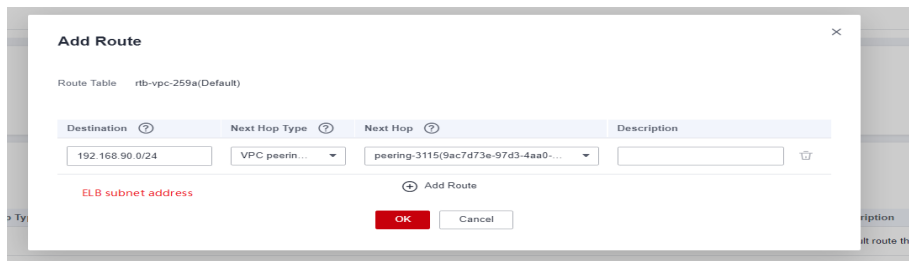 Add Route
Route Table rtb-vpc-259a(Default)
Destination ? Next Hop Type ? Next Hop ? Description
192.168.90.0/24 VPC peerin... peering-3115(9ac7d73e-97d3-4aa0-...
ELB subnet address
Add Route
OK Cancel
o Ty
ription
ult route th